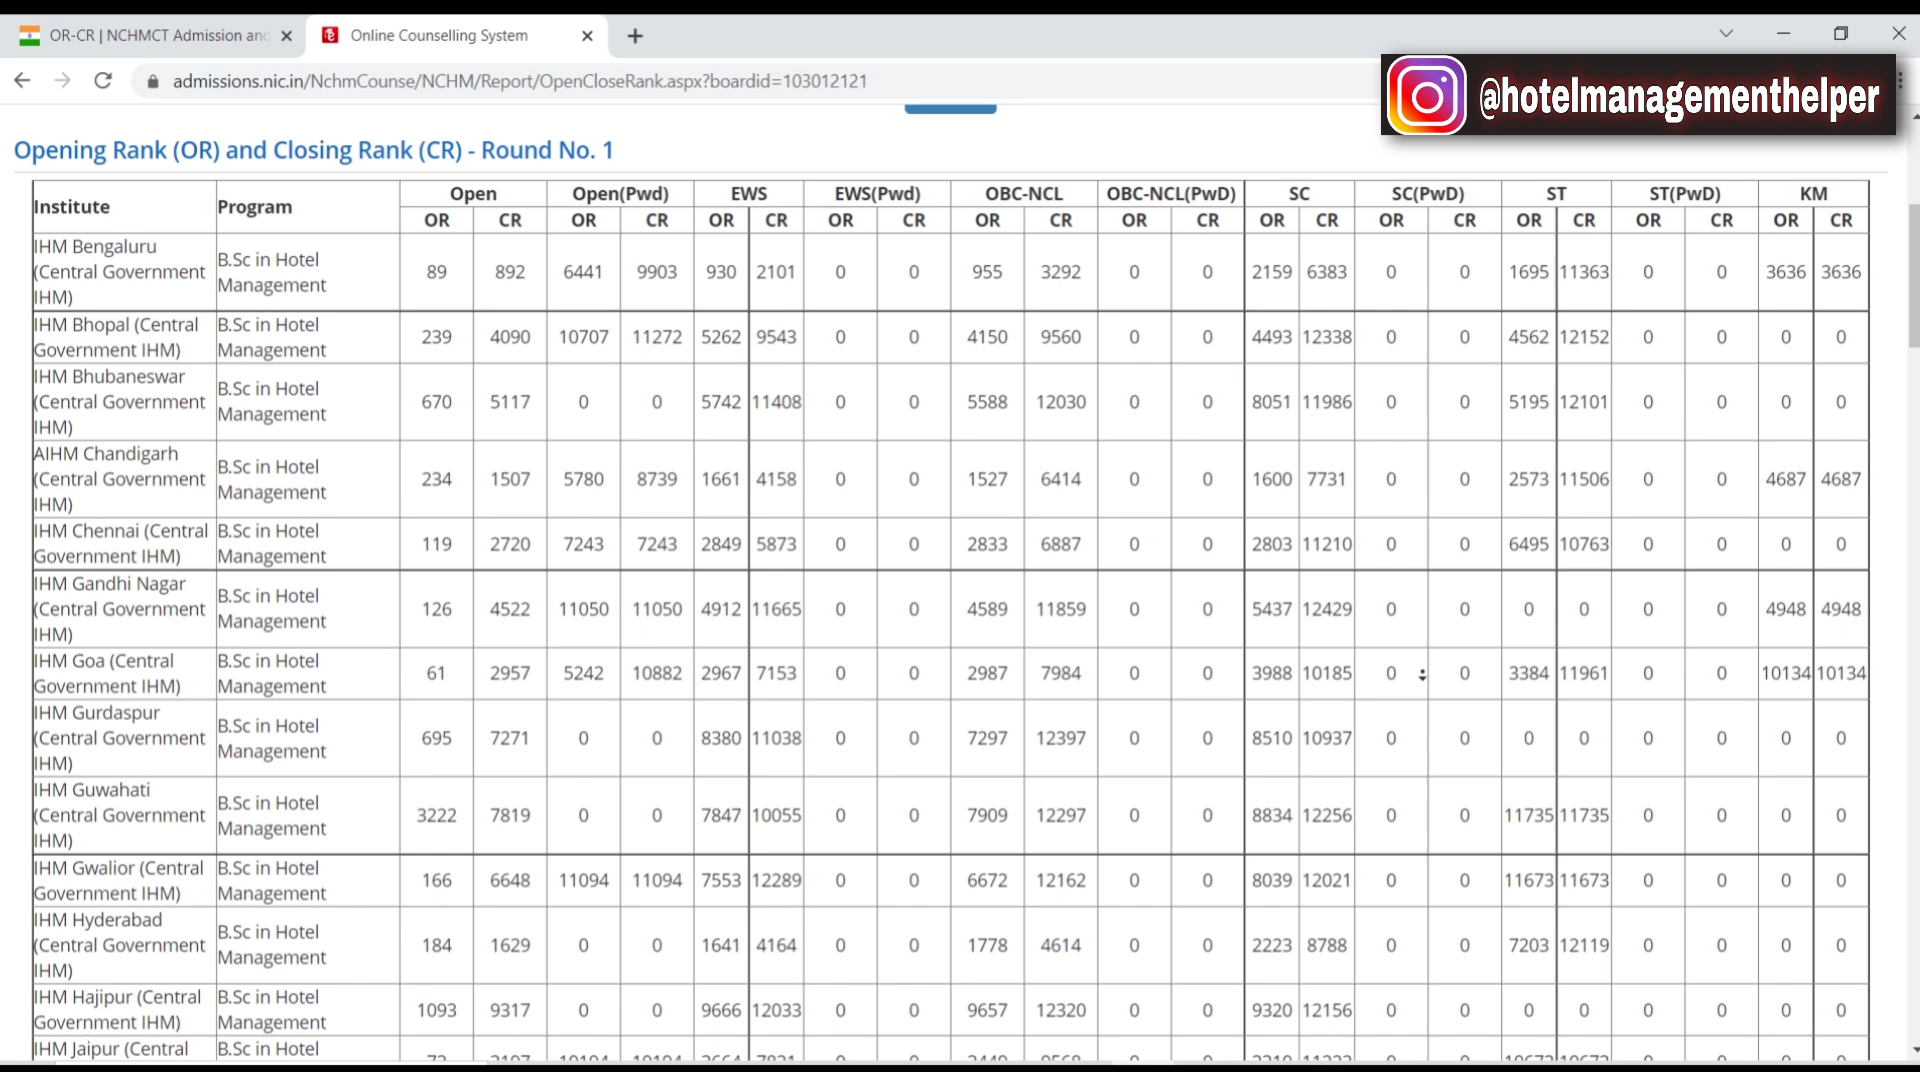 OR-CR | NCHMCT Admission and
Online Counselling System
admissions.nic.in/NchmCounse/NCHM/Report/OpenCloseRank.aspx?boardid=103012121
@hotelmanagementhelper
Opening Rank (OR) and Closing Rank (CR) - Round No. 1
Institute Program Open Open(Pwd) EWS EWS(Pwd) OBC-NCL OBC-NCL(PwD) SC SC(PwD) ST ST(PwD) KM
OR CR OR CR OR CR OR CR OR CR OR CR OR CR OR CR OR CR OR CR OR CR
IHM Bengaluru
(Central Government
IHM)
B.Sc in Hotel
Management
89 892 6441 9903 930 2101 0 0 955 3292 0 0 2159 6383 0 0 1695 11363 0 0 3636 3636
IHM Bhopal (Central
Government IHM)
B.Sc in Hotel
Management
239 4090 10707 11272 5262 9543 0 0 4150 9560 0 0 4493 12338 0 0 4562 12152 0 0 0 0
IHM Bhubaneswar
(Central Government
IHM)
B.Sc in Hotel
Management
670 5117 0 0 5742 11408 0 0 5588 12030 0 0 8051 11986 0 0 5195 12101 0 0 0 0
AIHM Chandigarh
(Central Government
IHM)
B.Sc in Hotel
Management
234 1507 5780 8739 1661 4158 0 0 1527 6414 0 0 1600 7731 0 0 2573 11506 0 0 4687 4687
IHM Chennai (Central
Government IHM)
B.Sc in Hotel
Management
119 2720 7243 7243 2849 5873 0 0 2833 6887 0 0 2803 11210 0 0 6495 10763 0 0 0 0
IHM Gandhi Nagar
(Central Government
IHM)
B.Sc in Hotel
Management
126 4522 11050 11050 4912 11665 0 0 4589 11859 0 0 5437 12429 0 0 0 0 0 0 4948 4948
IHM Goa (Central
Government IHM)
B.Sc in Hotel
Management
61 2957 5242 10882 2967 7153 0 0 2987 7984 0 0 3988 10185 0 0 3384 11961 0 0 10134 10134
IHM Gurdaspur
(Central Government
IHM)
B.Sc in Hotel
Management
695 7271 0 0 8380 11038 0 0 7297 12397 0 0 8510 10937 0 0 0 0 0 0 0 0
IHM Guwahati
(Central Government
IHM)
B.Sc in Hotel
Management
3222 7819 0 0 7847 10055 0 0 7909 12297 0 0 8834 12256 0 0 11735 11735 0 0 0 0
IHM Gwalior (Central
Government IHM)
B.Sc in Hotel
Management
166 6648 11094 11094 7553 12289 0 0 6672 12162 0 0 8039 12021 0 0 11673 11673 0 0 0 0
IHM Hyderabad
(Central Government
IHM)
B.Sc in Hotel
Management
184 1629 0 0 1641 4164 0 0 1778 4614 0 0 2223 8788 0 0 7203 12119 0 0 0 0
IHM Hajipur (Central
Government IHM)
B.Sc in Hotel
Management
1093 9317 0 0 9666 12033 0 0 9657 12320 0 0 9320 12156 0 0 0 0 0 0 0 0
IHM Jaipur (Central
B.Sc in Hotel